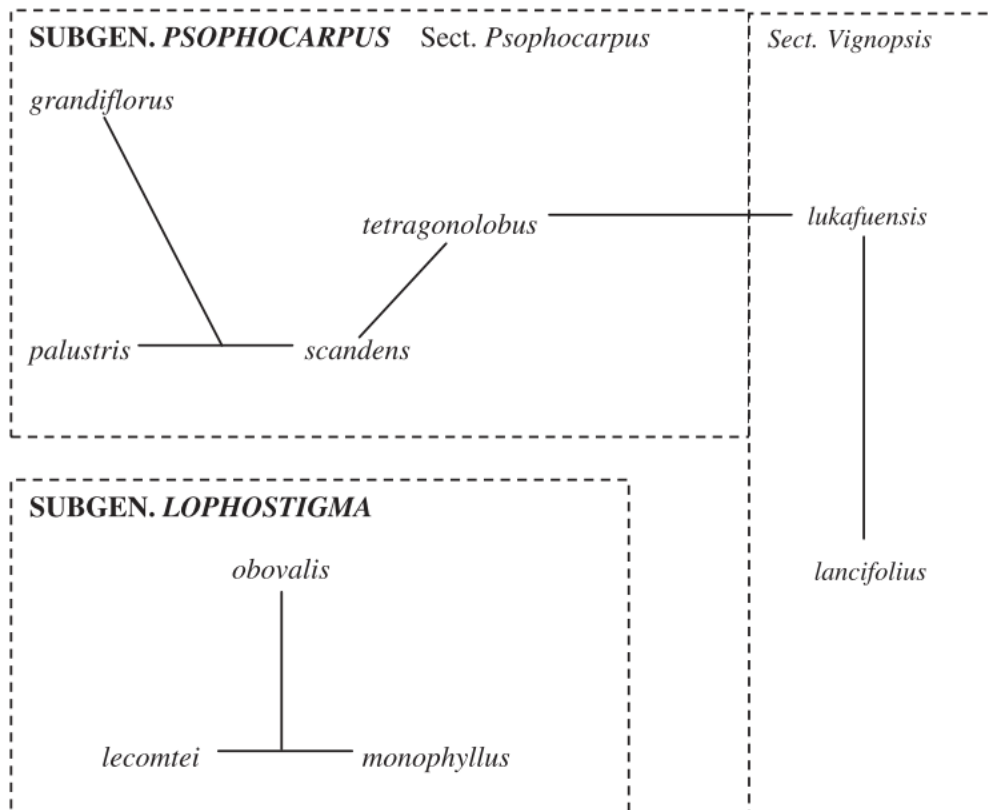 SUBGEN. PSOPHOCARPUS Sect. Psophocarpus
Sect. Vignopsis
grandiflorus
tetragonolobus
lukafuensis
palustris
scandens
SUBGEN. LOPHOSTIGMA
obovalis
lancifolius
lecomtei
monophyllus